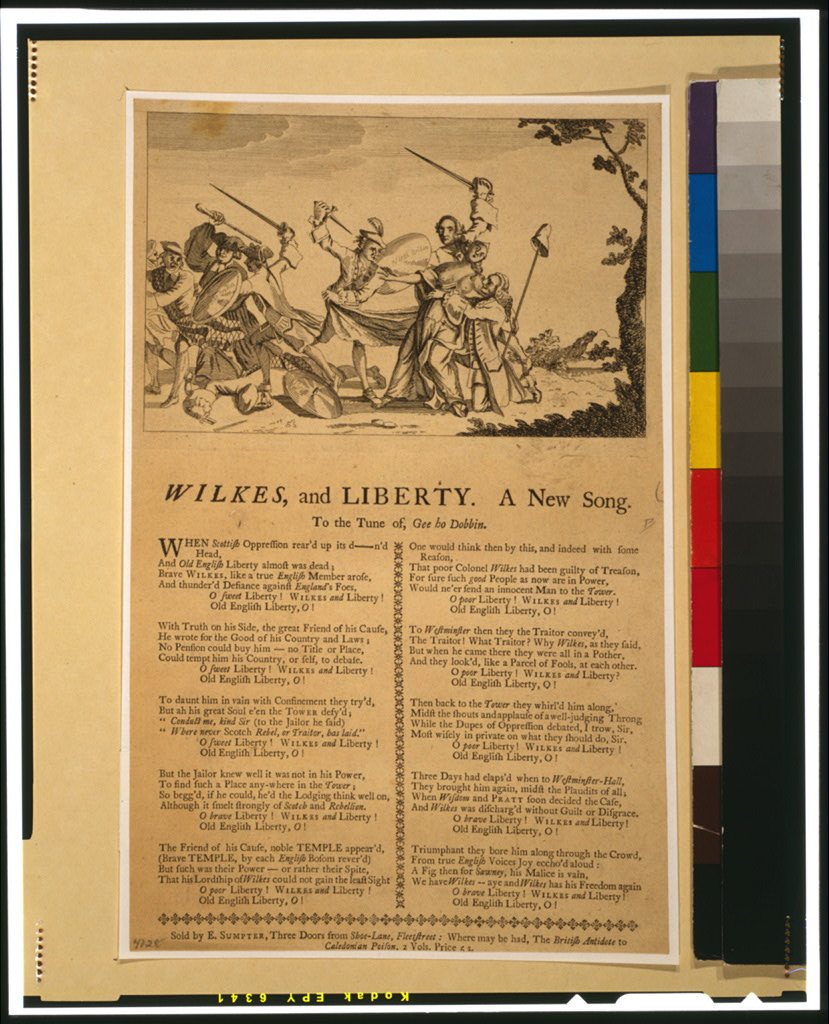 North Briton
WILKES, and LIBERTY. A New Song.
To the Tune of, Gee ho Dobbin.
WHEN Scottiſh Oppreſſion rear'd up its d——n'd
Head,
And Old Engliſh Liberty almoſt was dead;
Brave WILKES, like a true Engliſh Member aroſe,
And thunder'd Defiance againſt England's Foes,
O ſweet Liberty! WILKES and Liberty!
Old Engliſh Liberty, O!
With Truth on his Side, the great Friend of his Cauſe,
He wrote for the Good of his Country and Laws;
No Penſion could buy him — no Title or Place,
Could tempt him his Country, or ſelf, to debaſe.
O ſweet Liberty! WILKES and Liberty!
Old Engliſh Liberty, O!
To daunt him in vain with Confinement they try'd,
But ah his great Soul e'en the TOWER defy'd;
" Conduct me, kind Sir (to the Jailor he ſaid)
" Where never Scotch Rebel, or Traitor, has laid."
O ſweet Liberty! WILKES and Liberty!
Old Engliſh Liberty, O!
But the Jailor knew well it was not in his Power,
To find ſuch a Place any-where in the Tower;
So begg'd, if he could, he'd the Lodging think well on,
Although it ſmelt ſtrongly of Scotch and Rebellion.
O brave Liberty! WILKES and Liberty!
Old Engliſh Liberty, O!
The Friend of his Cauſe, noble TEMPLE appear'd,
(Brave TEMPLE, by each Engliſh Boſom rever'd)
But ſuch was their Power — or rather their Spite,
That his Lordſhip of Wilkes could not gain the leaſt Sight
O poor Liberty! WILKES and Liberty!
Old Engliſh Liberty, O!
One would think then by this, and indeed with ſome
Reaſon,
That poor Colonel Wilkes had been guilty of Treaſon,
For ſure ſuch good People as now are in Power,
Would ne'er ſend an innocent Man to the Tower.
O poor Liberty! WILKES and Liberty!
Old Engliſh Liberty, O!
To Weſtminſter then they the Traitor convey'd,
The Traitor! What Traitor? Why Wilkes, as they ſaid,
But when he came there they were all in a Pother,
And they look'd, like a Parcel of Fools, at each other.
O poor Liberty! WILKES and Liberty?
Old Engliſh Liberty, O!
Then back to the Tower they whirl'd him along,
Midſt the ſhouts and applauſe of a well-judging Throng
While the Dupes of Oppreſſion debated, I trow, Sir,
Moſt wiſely in private on what they ſhould do, Sir.
O poor Liberty! WILKES and Liberty!
Old Engliſh Liberty, O!
Three Days had elaps'd when to Weſtminſter-Hall,
They brought him again, midſt the Plaudits of all;
When Wiſdom and PRATT ſoon decided the Caſe,
And Wilkes was diſcharg'd without Guilt or Diſgrace.
O brave Liberty! WILKES and Liberty!
Old Engliſh Liberty, O!
Triumphant they bore him along through the Crowd,
From true Engliſh Voices Joy eccho'd aloud:
A Fig then for Sawney, his Malice is vain,
We have Wilkes — aye and Wilkes has his Freedom again
O brave Liberty! WILKES and Liberty!
Old Engliſh Liberty, O!
Sold by E. SUMPTER, Three Doors from Shoe-Lane, Fleetſtreet: Where may be had, The Britiſh Antidote to
Caledonian Poiſon. 2 Vols. Price
Kodak EPY 6341